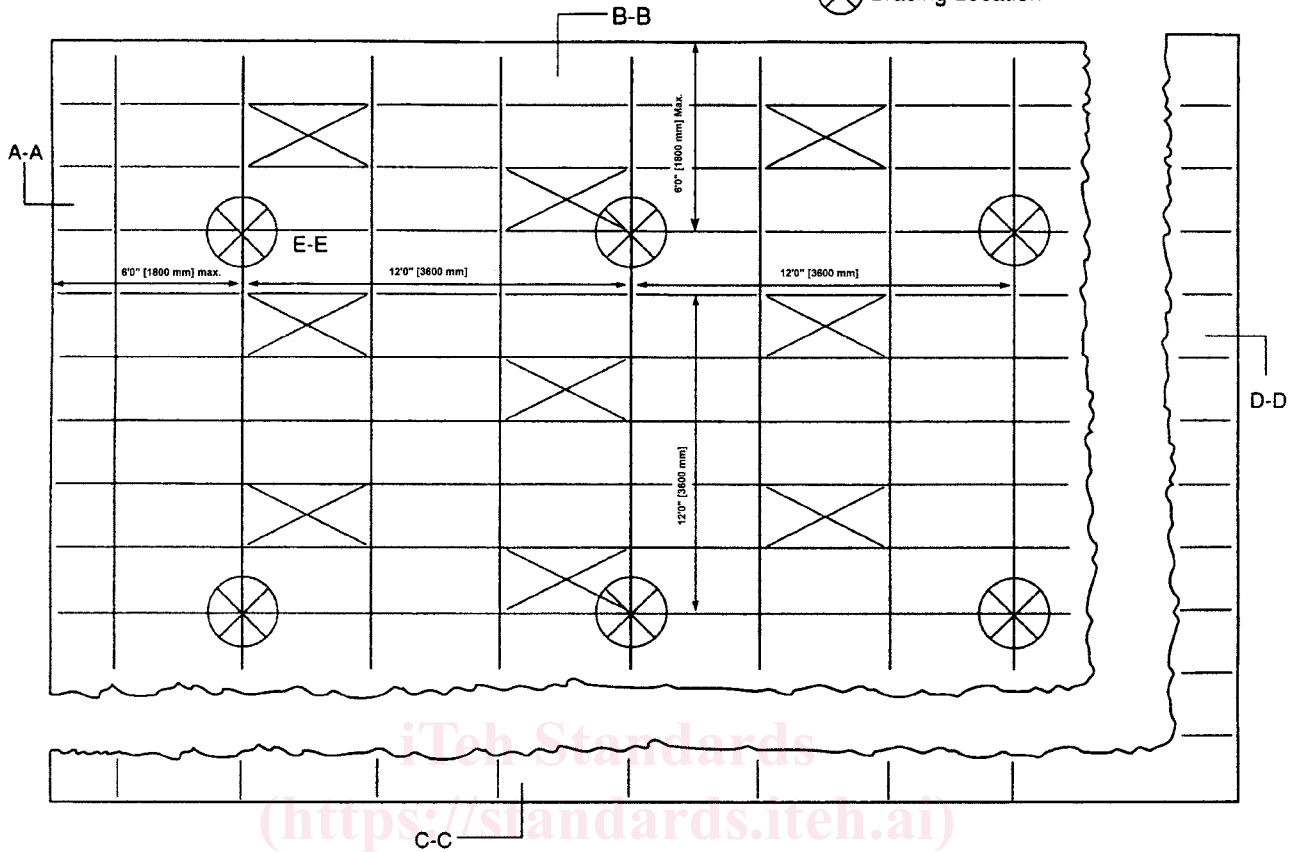 Bracing Location
B-B
A-A
6'0" [1800 mm] Max.
E-E
6'0" [1800 mm] max.
12'0" [3600 mm]
12'0" [3600 mm]
12'0" [3600 mm]
D-D
iTeh Standards
(https://standards.iteh.ai)
C-C